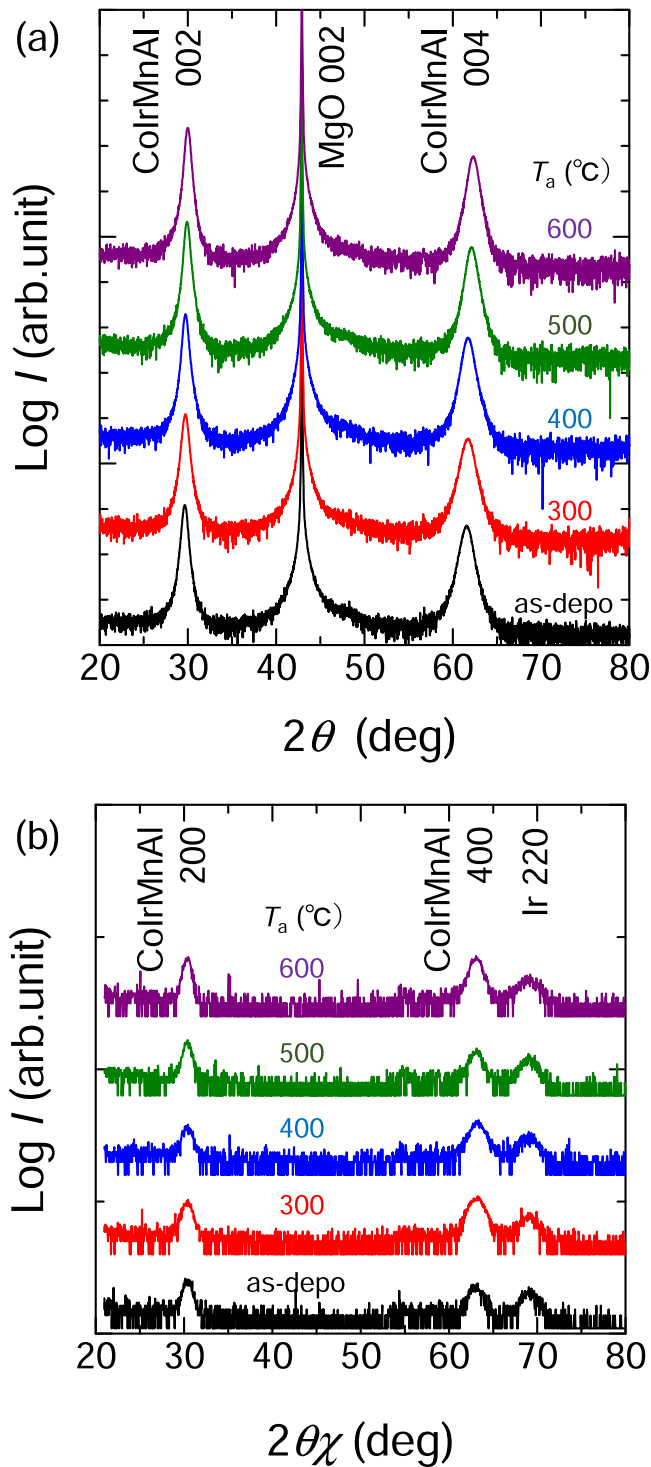 (a)
CoIrMnAl
002
MgO 002
CoIrMnAl
004
Tₐ (℃)
600
500
400
300
as-depo
Log I (arb.unit)
20 30 40 50 60 70 80
2θ (deg)
(b)
CoIrMnAl
200
CoIrMnAl
400
Ir 220
Tₐ (℃)
600
500
400
300
as-depo
Log I (arb.unit)
20 30 40 50 60 70 80
2θχ (deg)